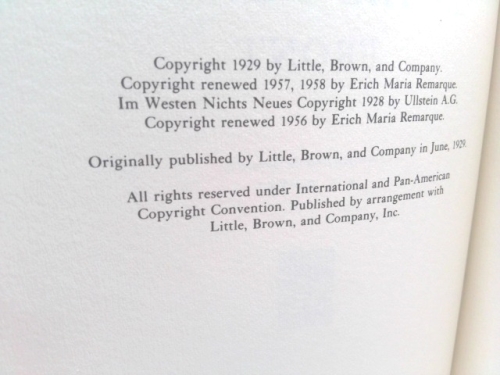 Copyright 1929 by Little, Brown, and Company.
Copyright renewed 1957, 1958 by Erich Maria Remarque.
Im Westen Nichts Neues Copyright 1928 by Ullstein A.G.
Copyright renewed 1956 by Erich Maria Remarque.
Originally published by Little, Brown, and Company in June, 1929.
All rights reserved under International and Pan-American
Copyright Convention. Published by arrangement with
Little, Brown, and Company, Inc.